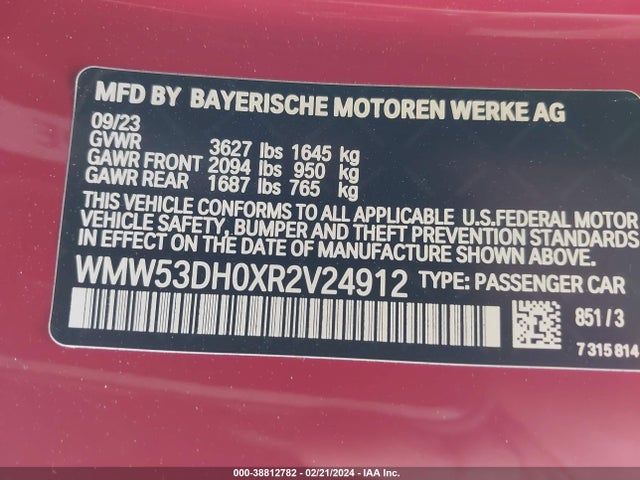 MFD BY BAYERISCHE MOTOREN WERKE AG
09/23
GVWR 3627 lbs 1645 kg
GAWR FRONT 2094 lbs 950 kg
GAWR REAR 1687 lbs 765 kg
THIS VEHICLE CONFORMS TO ALL APPLICABLE U.S.FEDERAL MOTOR
VEHICLE SAFETY, BUMPER AND THEFT PREVENTION STANDARDS
IN EFFECT ON THE DATE OF MANUFACTURE SHOWN ABOVE.
WMW53DH0XR2V24912 TYPE: PASSENGER CAR
851/3
7315814
000-38812782 - 02/21/2024 - IAA Inc.